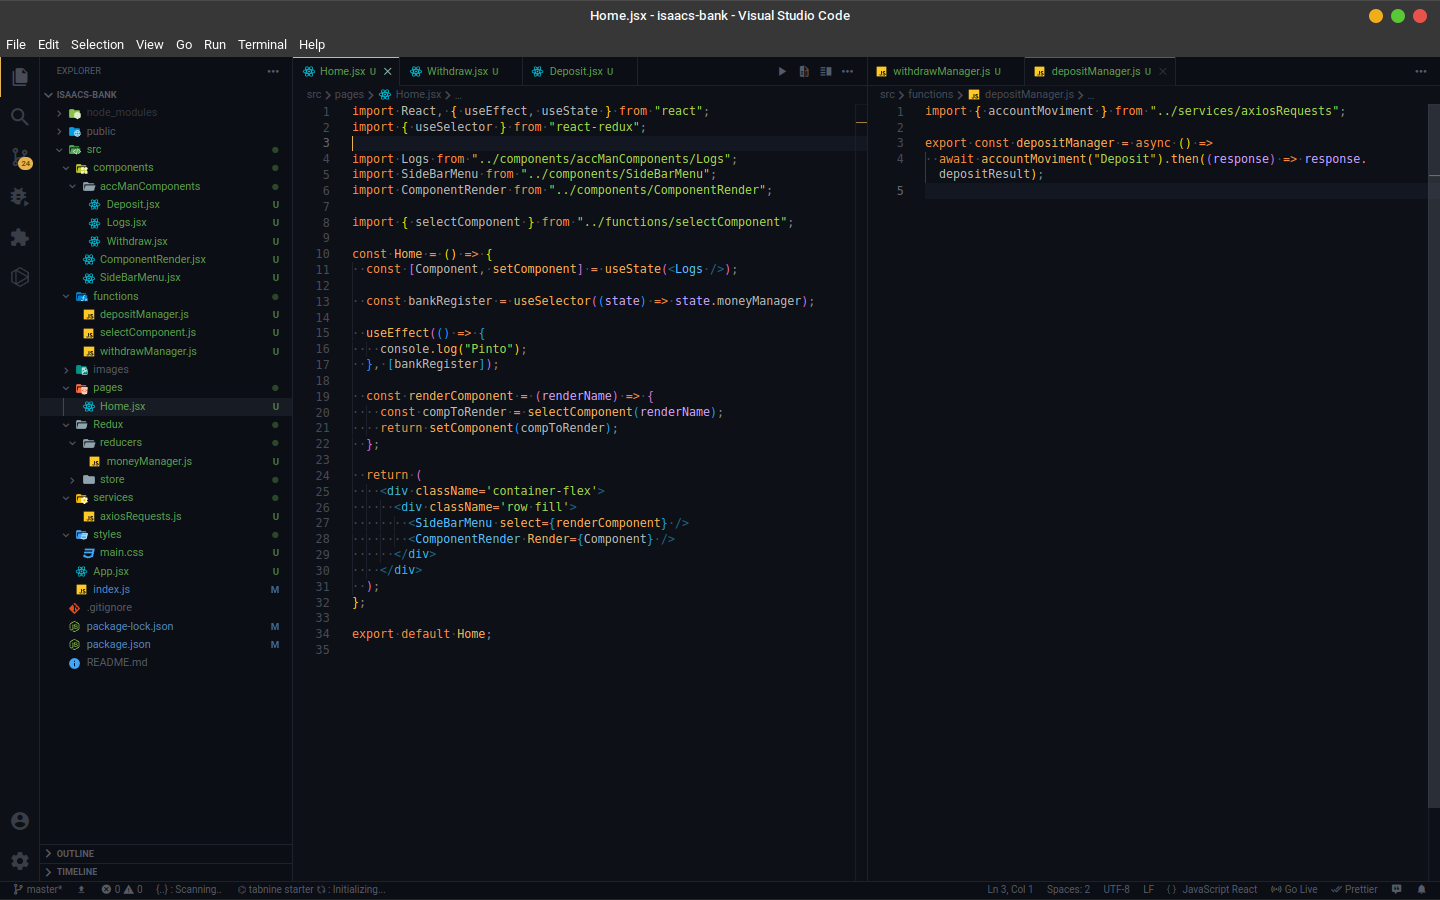 Home.jsx - isaacs-bank - Visual Studio Code
File Edit Selection View Go Run Terminal Help
EXPLORER
ISAACS-BANK
node_modules
public
src
components
accManComponents
Deposit.jsx U
Logs.jsx U
Withdraw.jsx U
ComponentRender.jsx U
SideBarMenu.jsx U
functions
depositManager.js U
selectComponent.js U
withdrawManager.js U
images
pages
Home.jsx U
Redux
reducers
moneyManager.js U
store
services
axiosRequests.js U
styles
main.css U
App.jsx U
index.js M
.gitignore
package-lock.json M
package.json M
README.md
OUTLINE
TIMELINE
24
Home.jsx U Withdraw.jsx U Deposit.jsx U
src > pages > Home.jsx > ...
1 import React, { useEffect, useState } from "react";
2 import { useSelector } from "react-redux";
3
4 import Logs from "../components/accManComponents/Logs";
5 import SideBarMenu from "../components/SideBarMenu";
6 import ComponentRender from "../components/ComponentRender";
7
8 import { selectComponent } from "../functions/selectComponent";
9
10 const Home = () => {
11 const [Component, setComponent] = useState(<Logs />);
12
13 const bankRegister = useSelector((state) => state.moneyManager);
14
15 useEffect(() => {
16 console.log("Pinto");
17 }, [bankRegister]);
18
19 const renderComponent = (renderName) => {
20 const compToRender = selectComponent(renderName);
21 return setComponent(compToRender);
22 };
23
24 return (
25 <div className='container-flex'>
26 <div className='row fill'>
27 <SideBarMenu select={renderComponent} />
28 <ComponentRender Render={Component} />
29 </div>
30 </div>
31 );
32 };
33
34 export default Home;
35
withdrawManager.js U depositManager.js U
src > functions > depositManager.js > ...
1 import { accountMoviment } from "../services/axiosRequests";
2
3 export const depositManager = async () =>
4 await accountMoviment("Deposit").then((response) => response.
depositResult);
5
master* 0 0 {..} : Scanning.. tabnine starter : Initializing... Ln 3, Col 1 Spaces: 2 UTF-8 LF { } JavaScript React Go Live Prettier